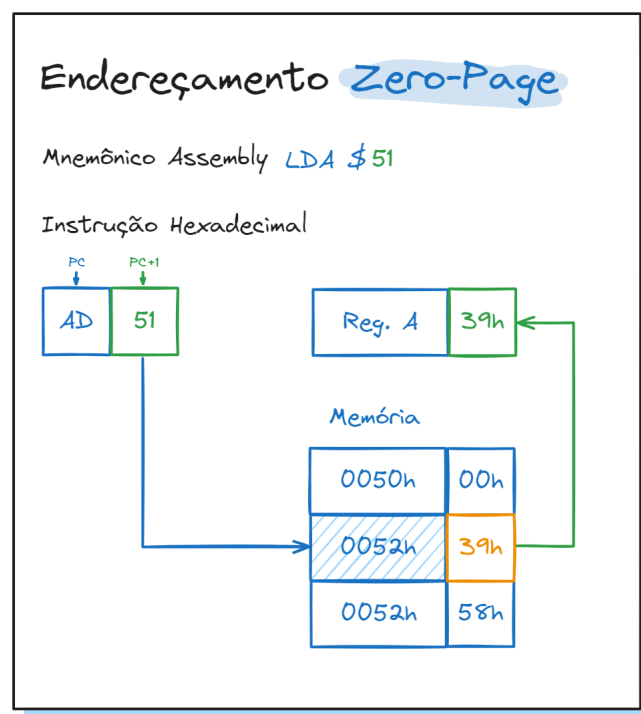 Endereçamento Zero-Page
Mnemônico Assembly LDA $51
Instrução Hexadecimal
PC PC+1
AD 51
Reg. A 39h
Memória
0050h 00h
0052h 39h
0052h 58h